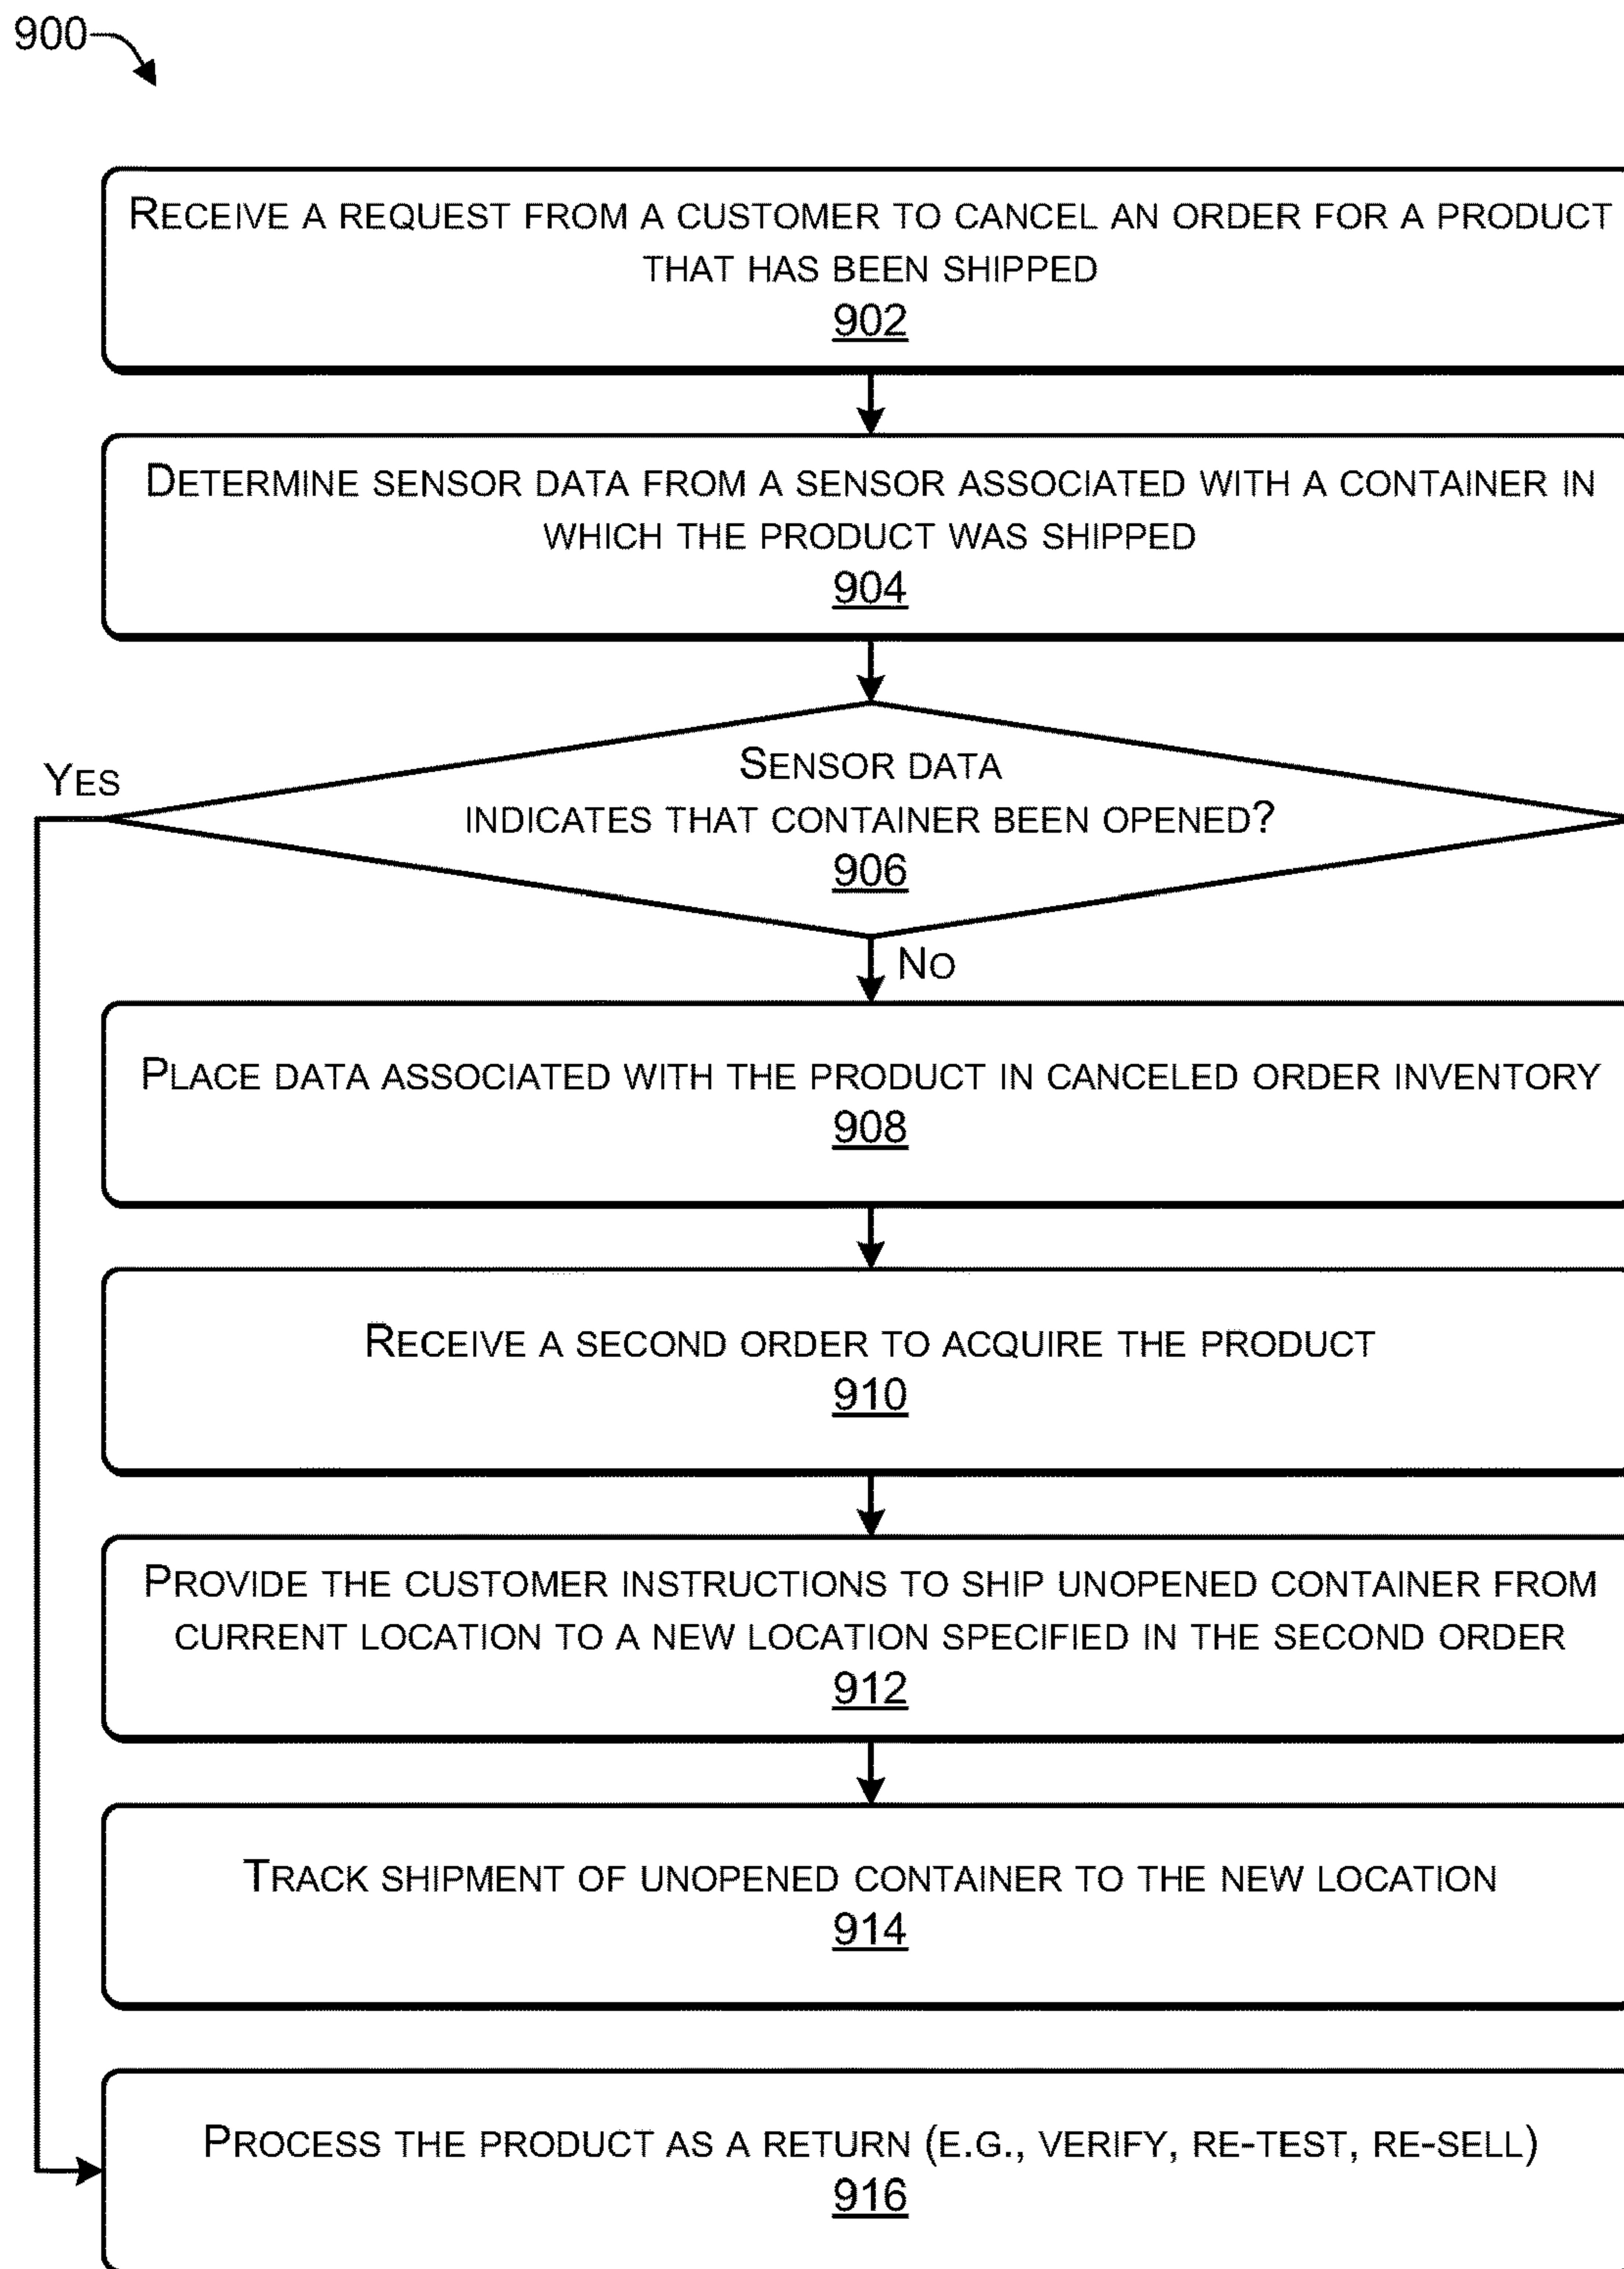 900
RECEIVE A REQUEST FROM A CUSTOMER TO CANCEL AN ORDER FOR A PRODUCT
THAT HAS BEEN SHIPPED
902
DETERMINE SENSOR DATA FROM A SENSOR ASSOCIATED WITH A CONTAINER IN
WHICH THE PRODUCT WAS SHIPPED
904
YES
SENSOR DATA
INDICATES THAT CONTAINER BEEN OPENED?
906
NO
PLACE DATA ASSOCIATED WITH THE PRODUCT IN CANCELED ORDER INVENTORY
908
RECEIVE A SECOND ORDER TO ACQUIRE THE PRODUCT
910
PROVIDE THE CUSTOMER INSTRUCTIONS TO SHIP UNOPENED CONTAINER FROM
CURRENT LOCATION TO A NEW LOCATION SPECIFIED IN THE SECOND ORDER
912
TRACK SHIPMENT OF UNOPENED CONTAINER TO THE NEW LOCATION
914
PROCESS THE PRODUCT AS A RETURN (E.G., VERIFY, RE-TEST, RE-SELL)
916